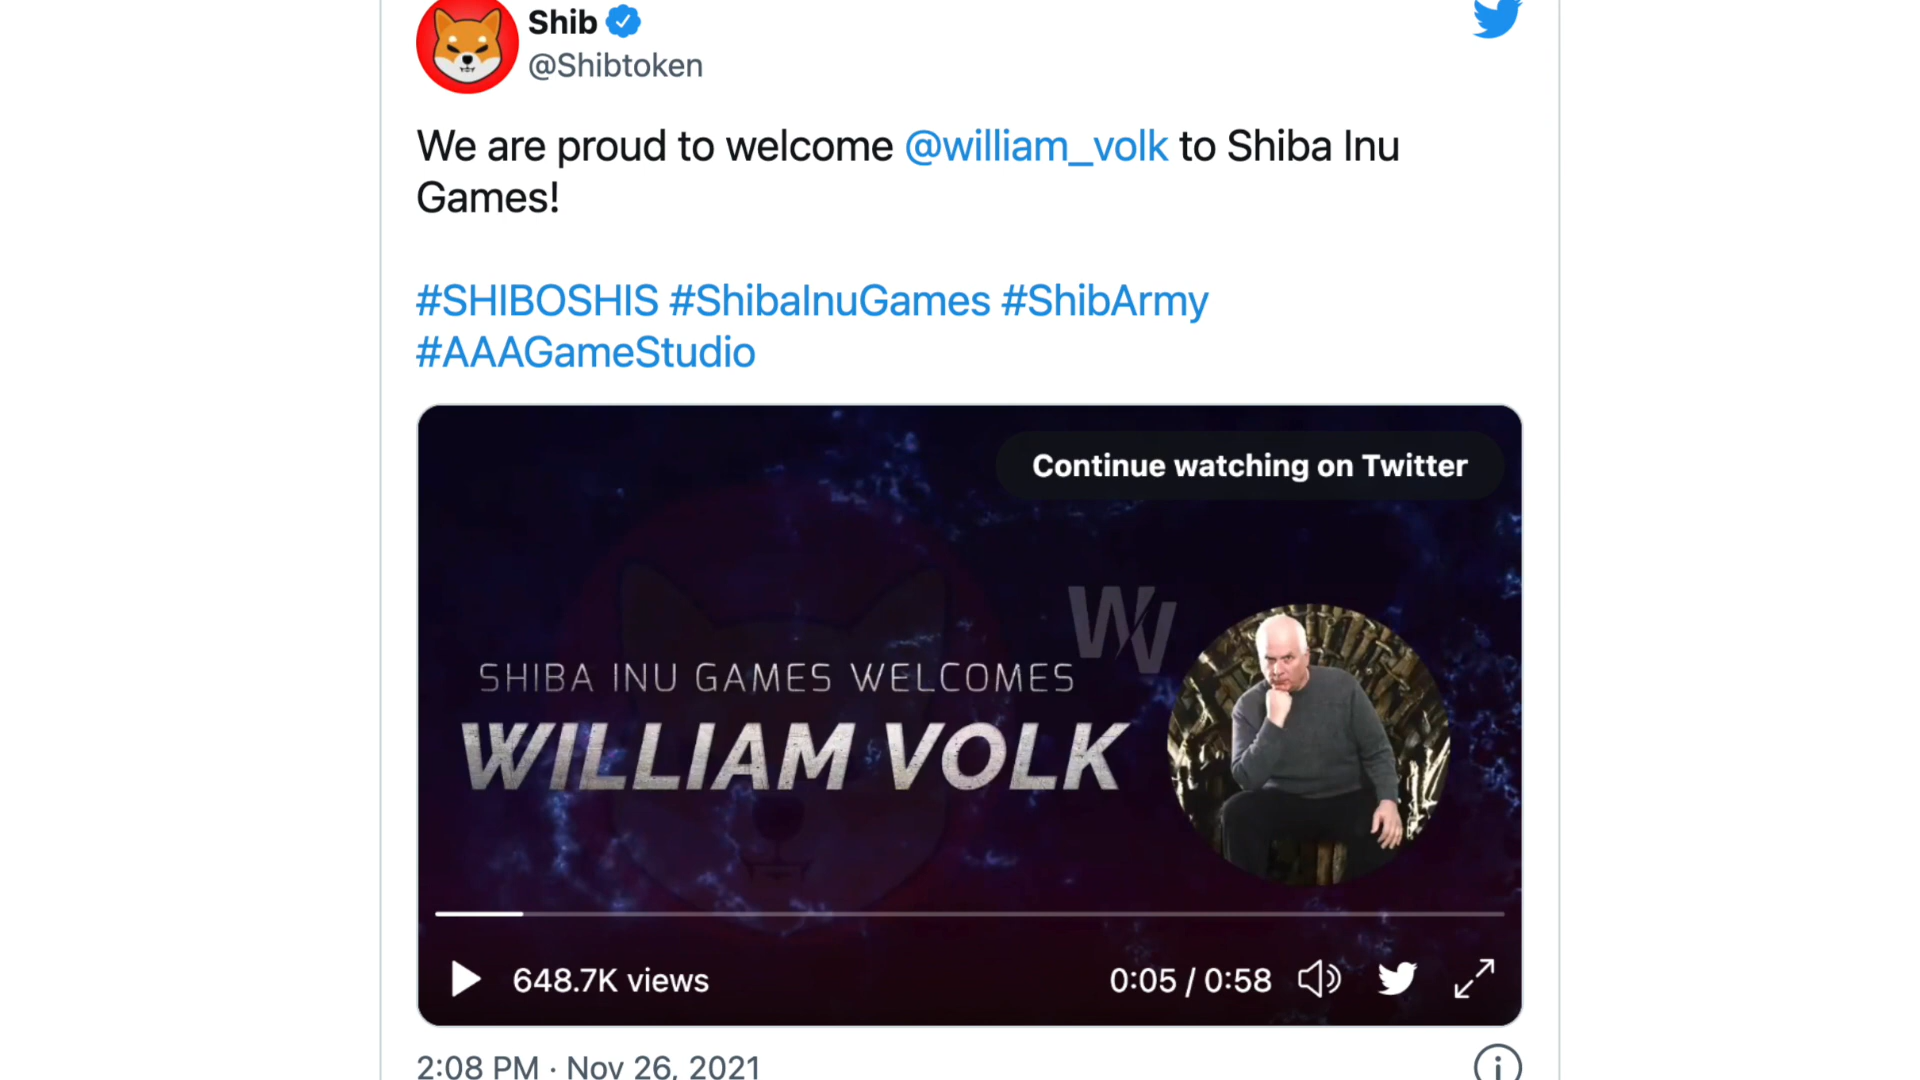 Shib
@Shibtoken
We are proud to welcome @william_volk to Shiba Inu
Games!
#SHIBOSHIS #ShibaInuGames #ShibArmy
#AAAGameStudio
Continue watching on Twitter
W
SHIBA INU GAMES WELCOMES
WILLIAM VOLK
648.7K views
0:05 / 0:58
2:08 PM · Nov 26, 2021